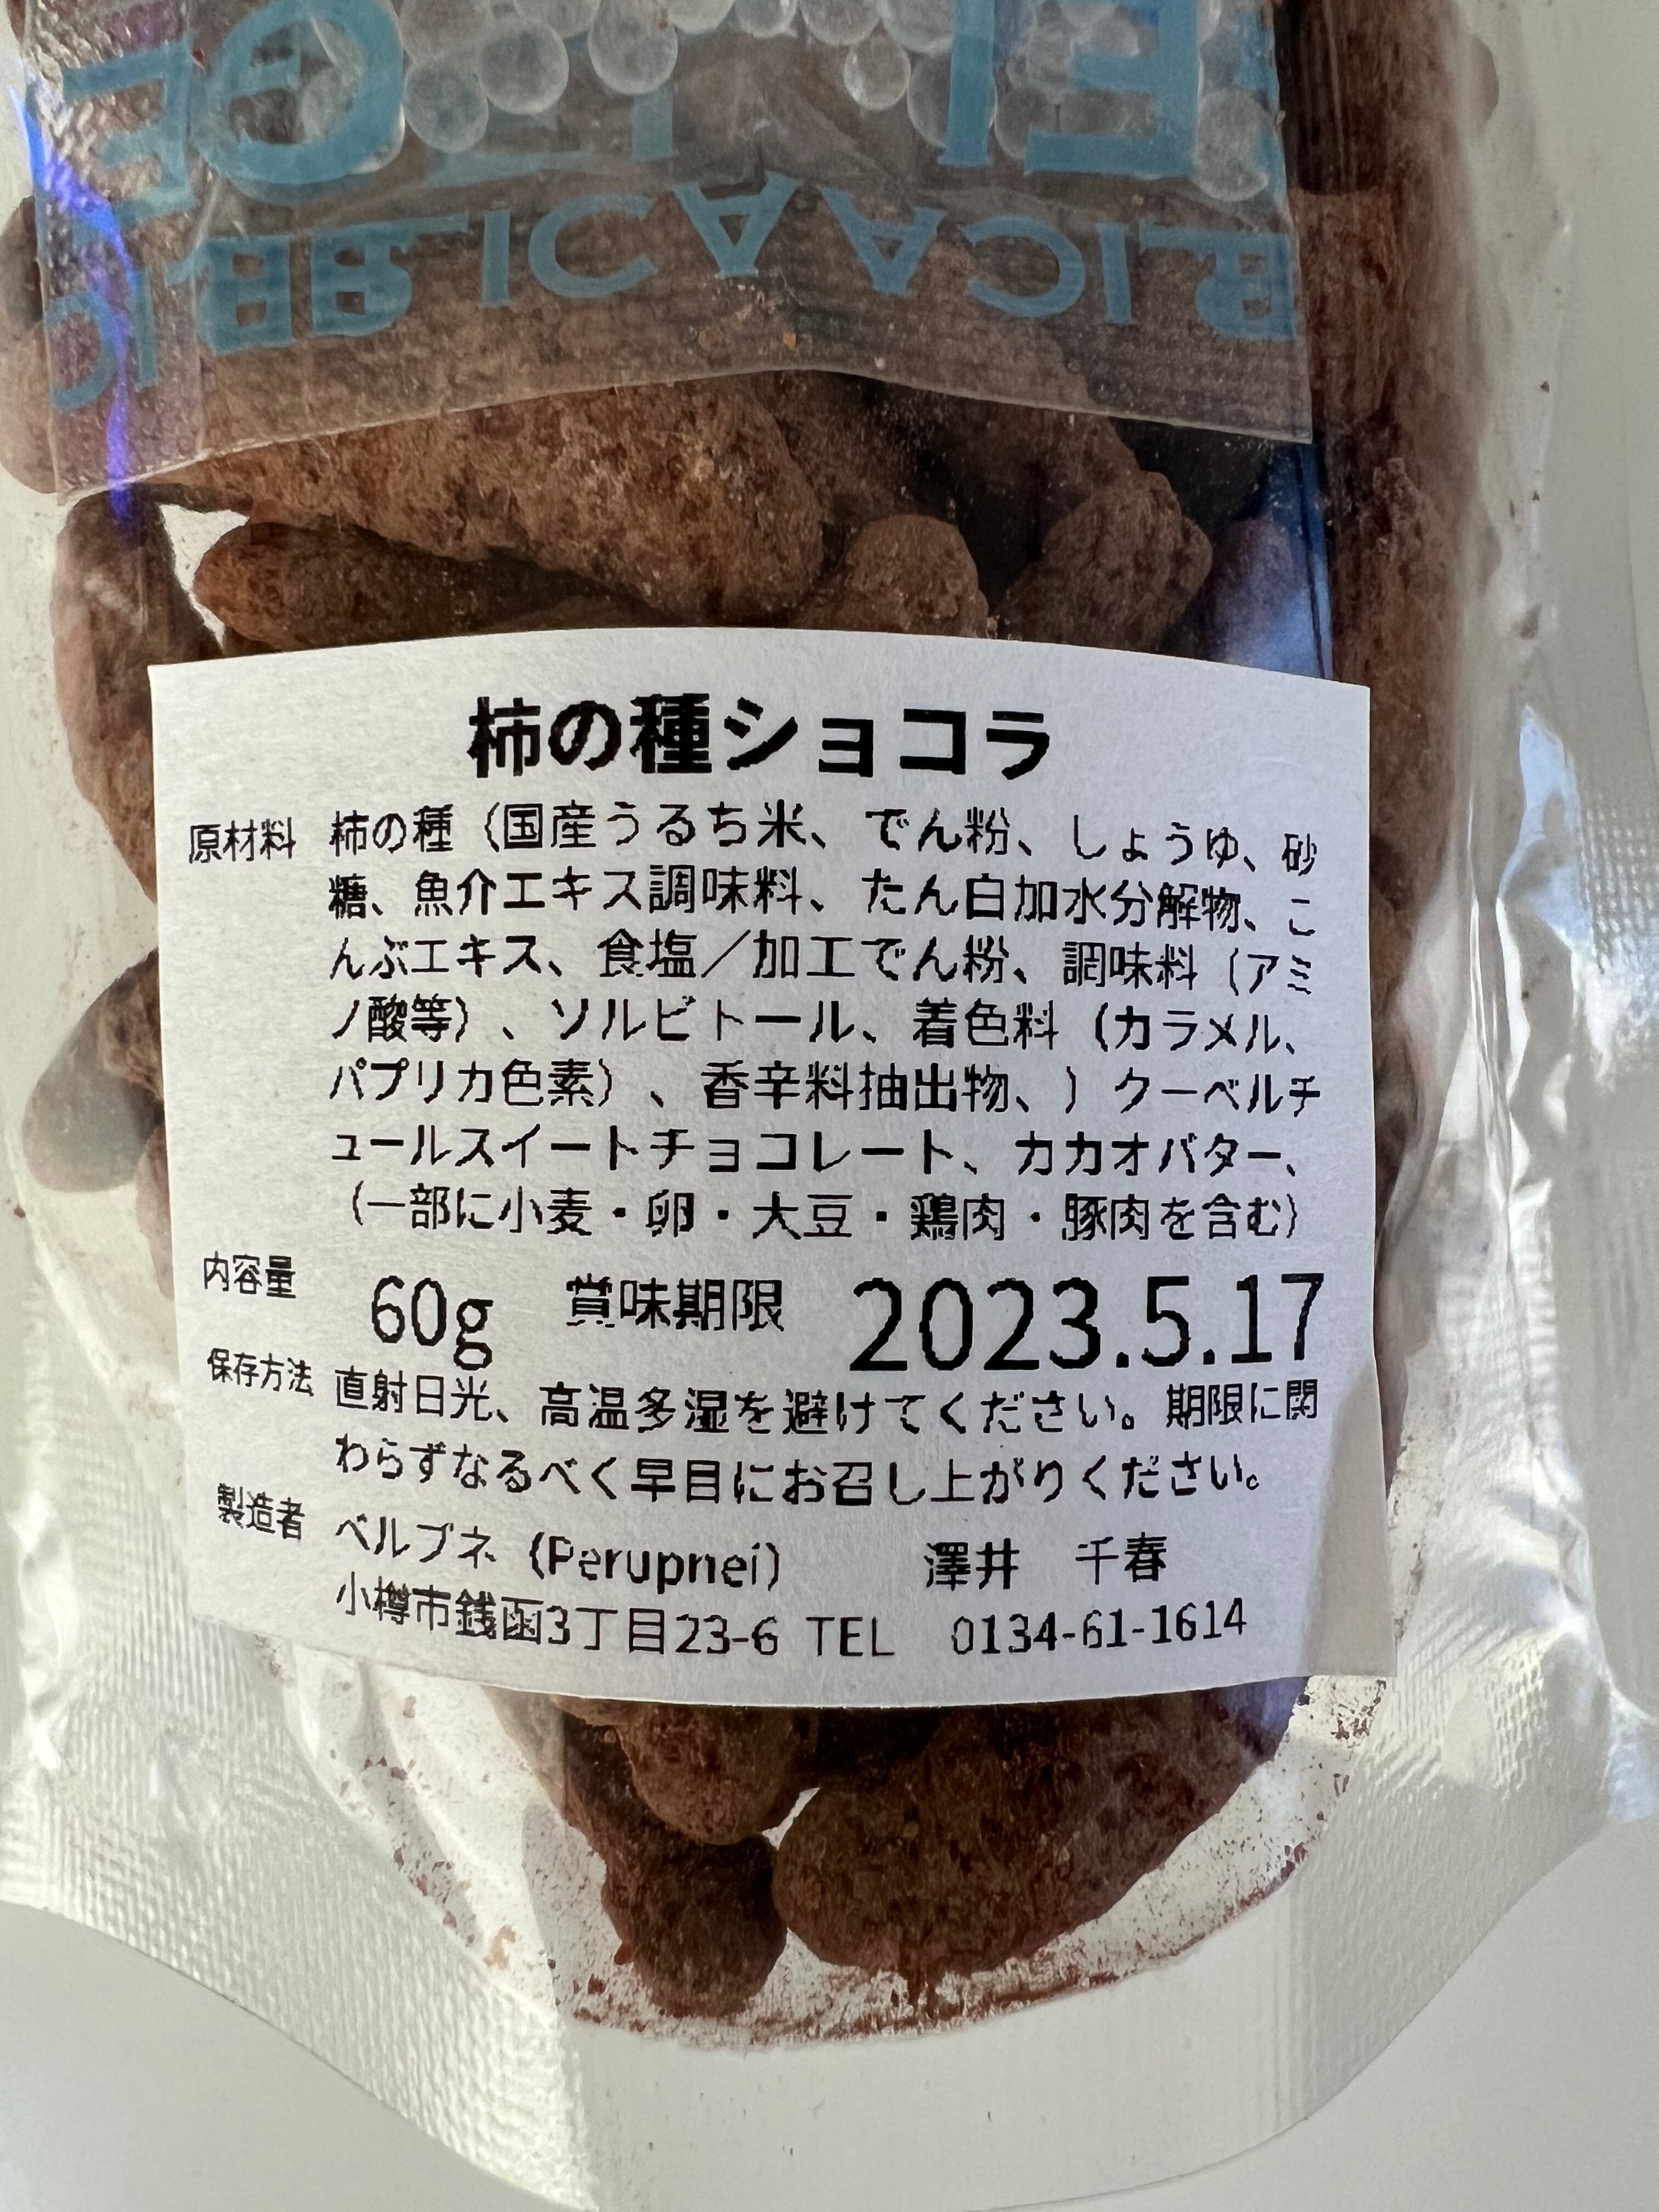 柿の種ショコラ
原材料 柿の種（国産うるち米、でん粉、しょうゆ、砂
糖、魚介エキス調味料、たん白加水分解物、こ
んぶエキス、食塩／加工でん粉、調味料（アミ
ノ酸等）、ソルビトール、着色料（カラメル、
パプリカ色素）、香辛料抽出物、）クーベルチ
ュールスイートチョコレート、カカオバター、
（一部に小麦・卵・大豆・鶏肉・豚肉を含む）
内容量 60g 賞味期限 2023.5.17
保存方法 直射日光、高温多湿を避けてください。期限に関
わらずなるべく早目にお召し上がりください。
製造者 ペルプネ（Perupnei） 澤井 千春
小樽市銭函3丁目23-6 TEL 0134-61-1614